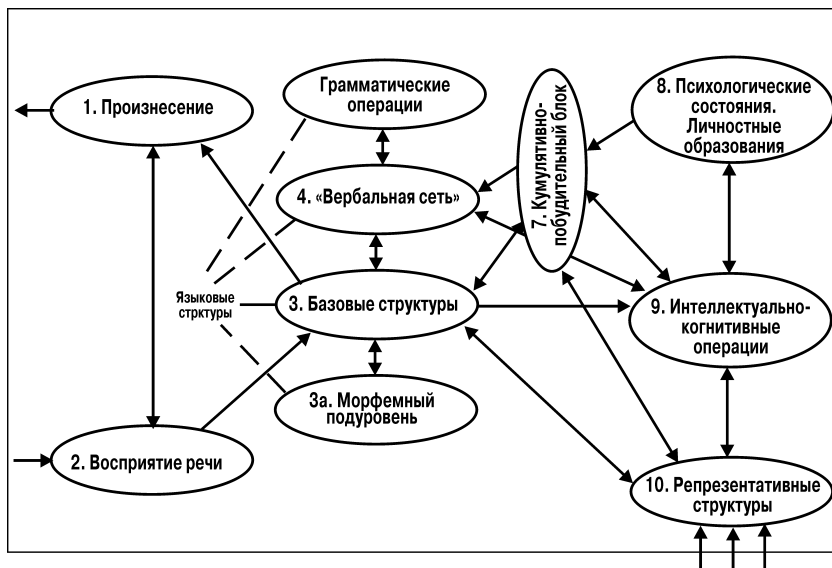 1. Произнесение
Грамматические
операции
4. «Вербальная сеть»
7. Кумулятивно-
побудительный блок
8. Психологические
состояния.
Личностные
образования
Языковые
стрктуры
3. Базовые структуры
9. Интеллектуально-
когнитивные
операции
3а. Морфемный
подуровень
2. Восприятие речи
10. Репрезентативные
структуры